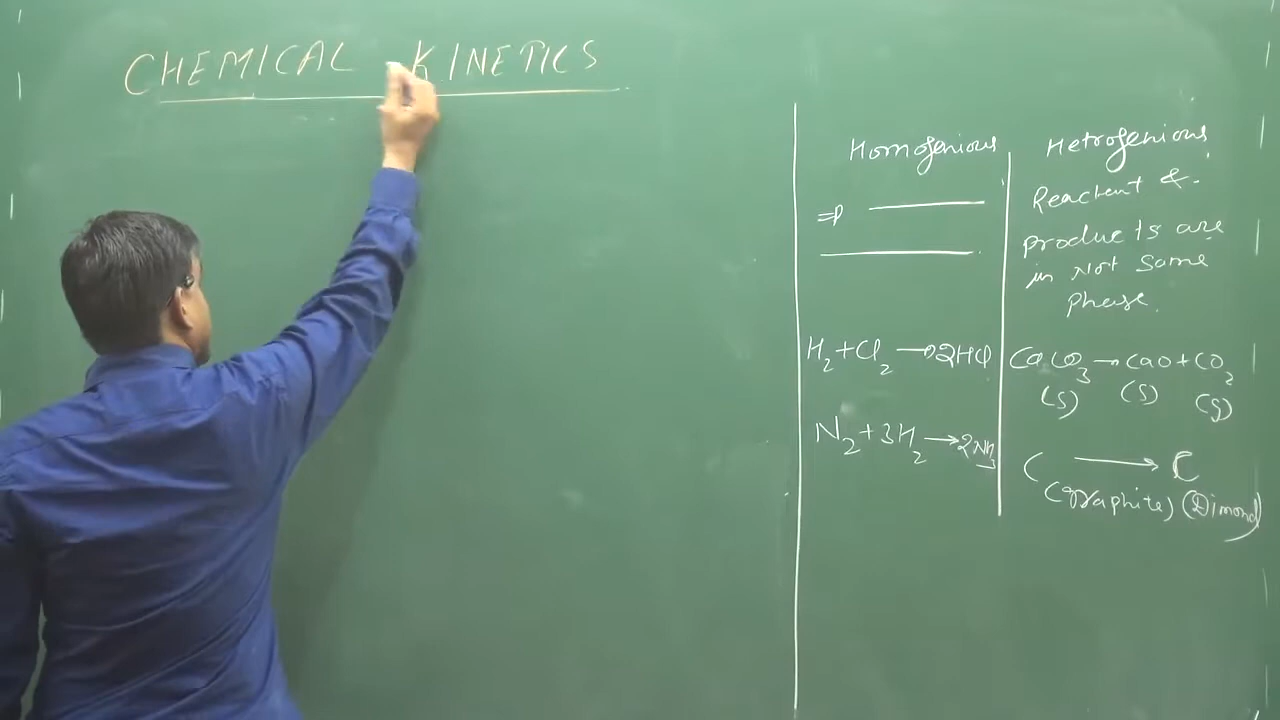 CHEMICAL KINETICS
Homogenious
⇒
H₂+Cl₂ → 2HCl
N₂+3H₂ → 2NH₃
Hetrogenious
Reactent &
products are
in Not Same
phase.
CaCO₃ → CaO+CO₂
(s) (s) (g)
C → C
(graphite) (Dimond)